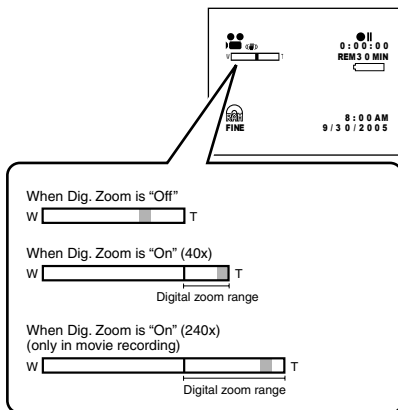 0:00:00
W T
REM 30 MIN
FINE
8:00 AM
9/30/2005
When Dig. Zoom is “Off”
W T
When Dig. Zoom is “On” (40x)
W T
Digital zoom range
When Dig. Zoom is “On” (240x)
(only in movie recording)
W T
Digital zoom range